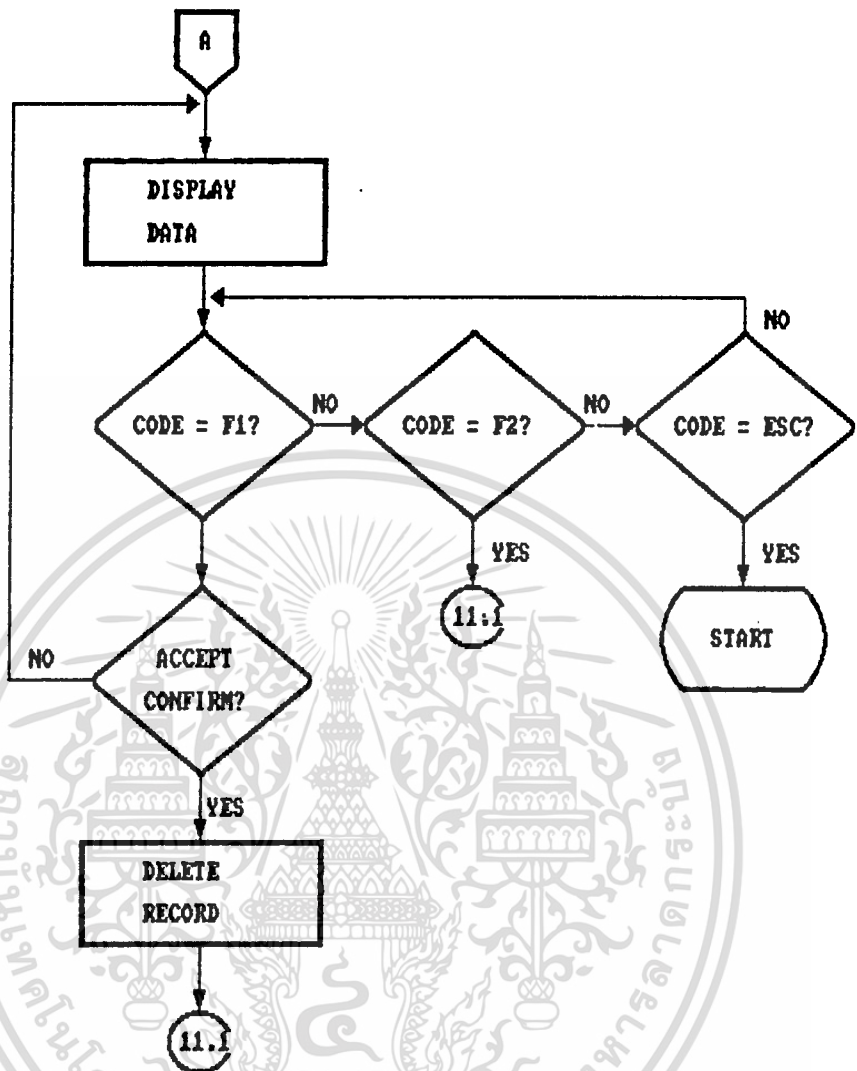 A
DISPLAY
DATA
NO
CODE = F1?
NO
CODE = F2?
NO
CODE = ESC?
YES
YES
11.1
START
NO
ACCEPT
CONFIRM?
YES
DELETE
RECORD
11.1